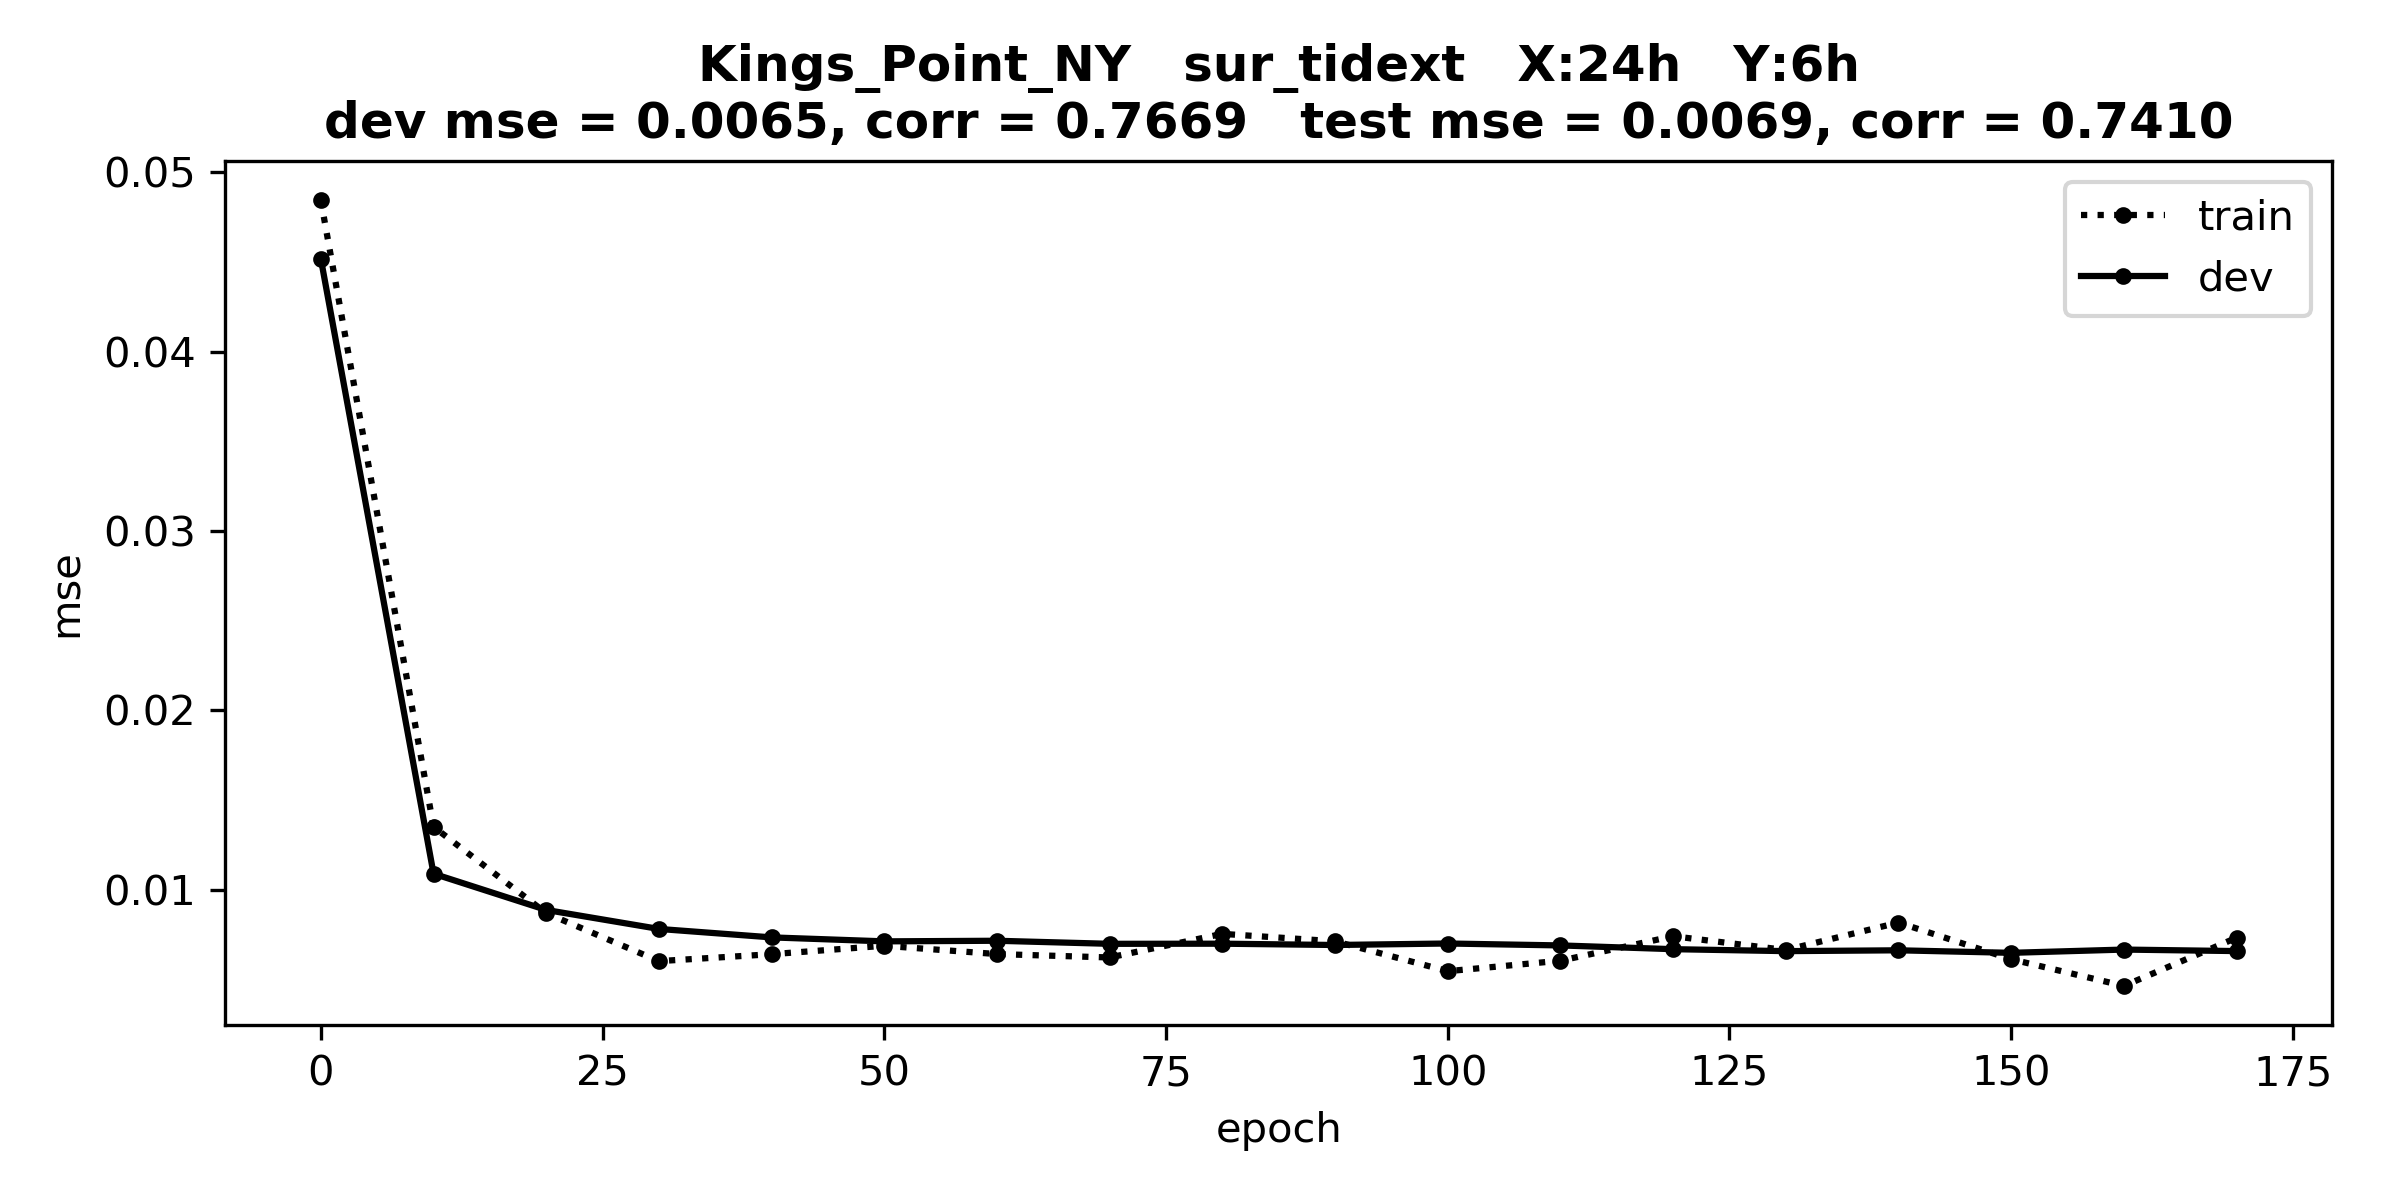 Kings_Point_NY   sur_tidext   X:24h   Y:6h
dev mse = 0.0065, corr = 0.7669   test mse = 0.0069, corr = 0.7410
train
dev
mse
0.05
0.04
0.03
0.02
0.01
0 25 50 75 100 125 150 175
epoch